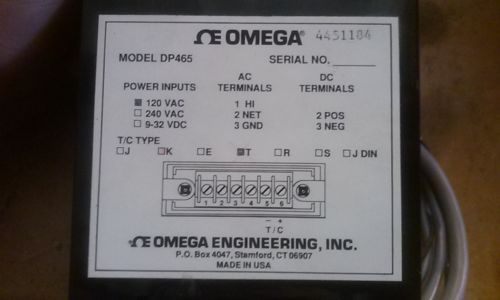 ΩE OMEGA® 4451184
MODEL DP465 SERIAL NO.
POWER INPUTS AC TERMINALS DC TERMINALS
120 VAC 1 HI
240 VAC 2 NET 2 POS
9-32 VDC 3 GND 3 NEG
T/C TYPE
J K E T R S J DIN
1 2 3 4 5 6
- +
T/C
ΩE OMEGA ENGINEERING, INC.
P.O. Box 4047, Stamford, CT 06907
MADE IN USA